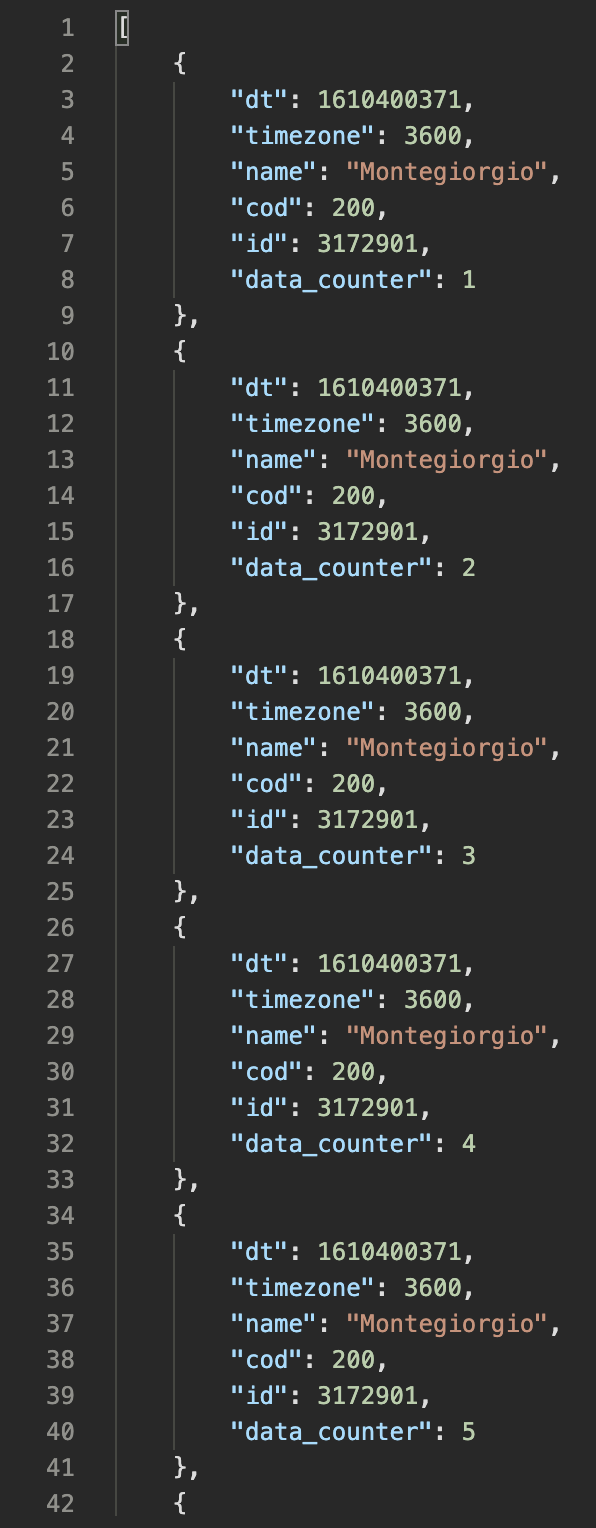 1 [
2 {
3 "dt": 1610400371,
4 "timezone": 3600,
5 "name": "Montegiorgio",
6 "cod": 200,
7 "id": 3172901,
8 "data_counter": 1
9 },
10 {
11 "dt": 1610400371,
12 "timezone": 3600,
13 "name": "Montegiorgio",
14 "cod": 200,
15 "id": 3172901,
16 "data_counter": 2
17 },
18 {
19 "dt": 1610400371,
20 "timezone": 3600,
21 "name": "Montegiorgio",
22 "cod": 200,
23 "id": 3172901,
24 "data_counter": 3
25 },
26 {
27 "dt": 1610400371,
28 "timezone": 3600,
29 "name": "Montegiorgio",
30 "cod": 200,
31 "id": 3172901,
32 "data_counter": 4
33 },
34 {
35 "dt": 1610400371,
36 "timezone": 3600,
37 "name": "Montegiorgio",
38 "cod": 200,
39 "id": 3172901,
40 "data_counter": 5
41 },
42 {